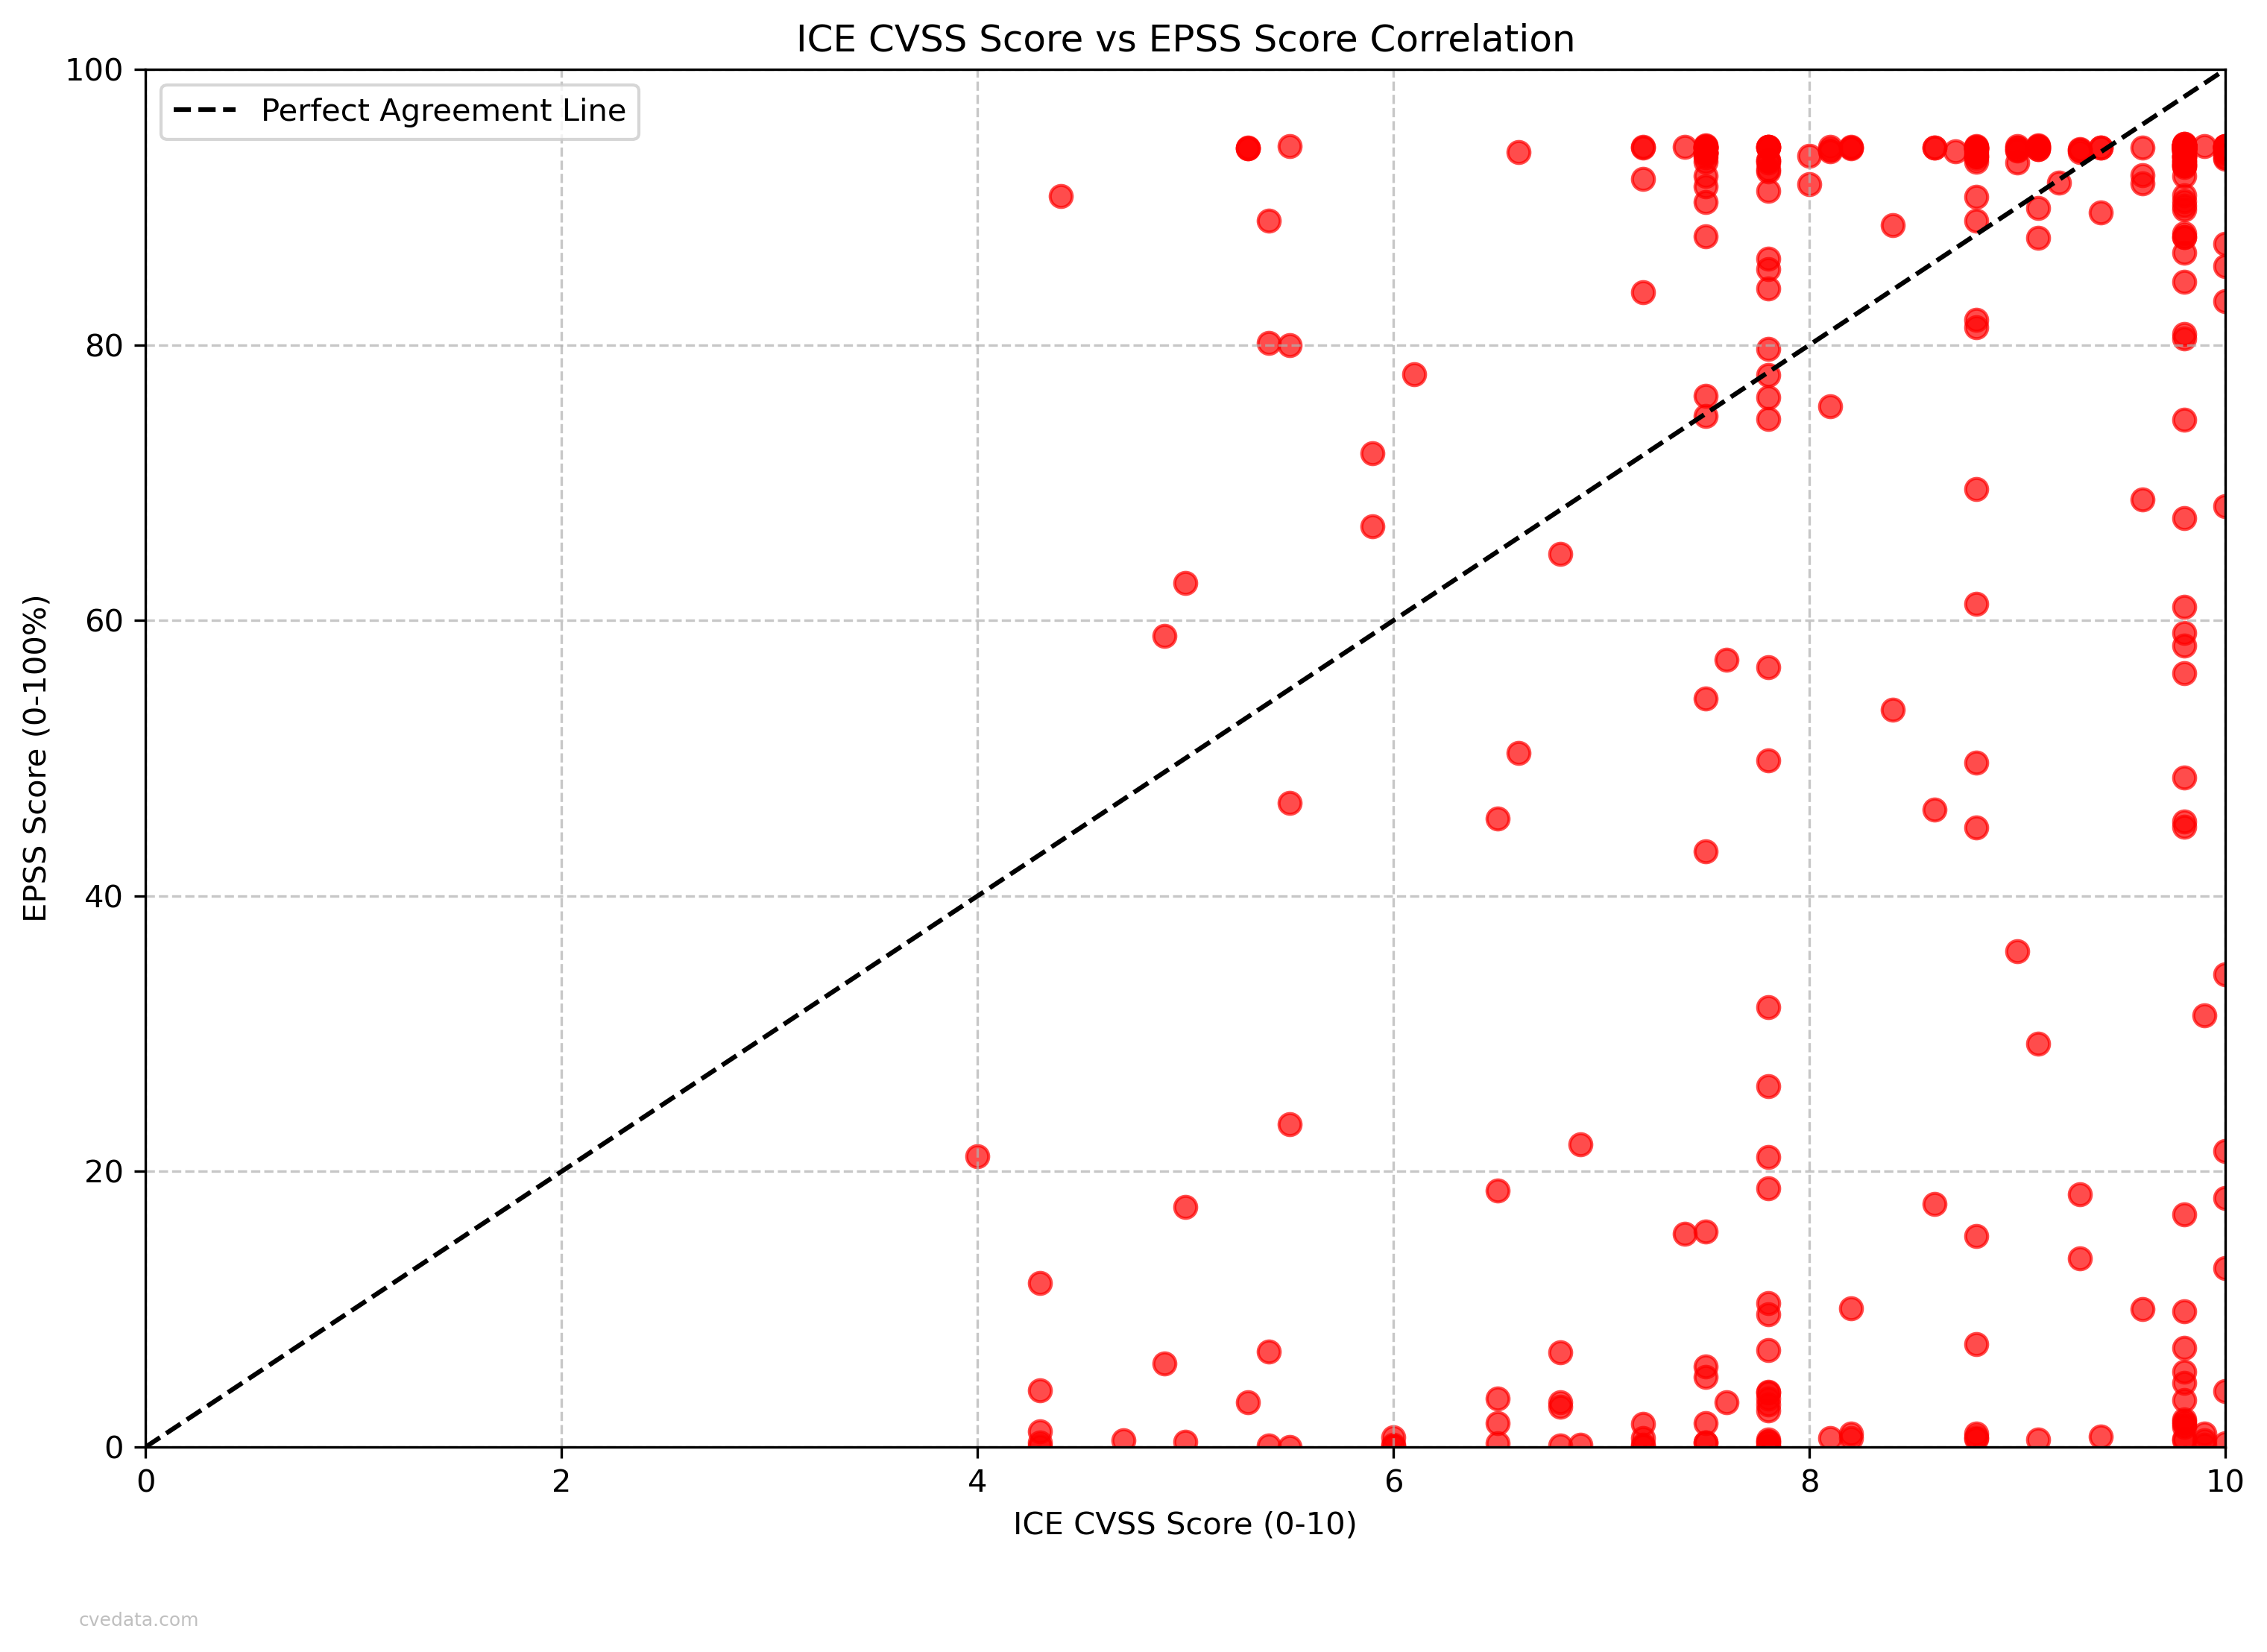 ICE CVSS Score vs EPSS Score Correlation
Perfect Agreement Line
EPSS Score (0-100%)
100
80
60
40
20
0
0 2 4 6 8 10
ICE CVSS Score (0-10)
cvedata.com